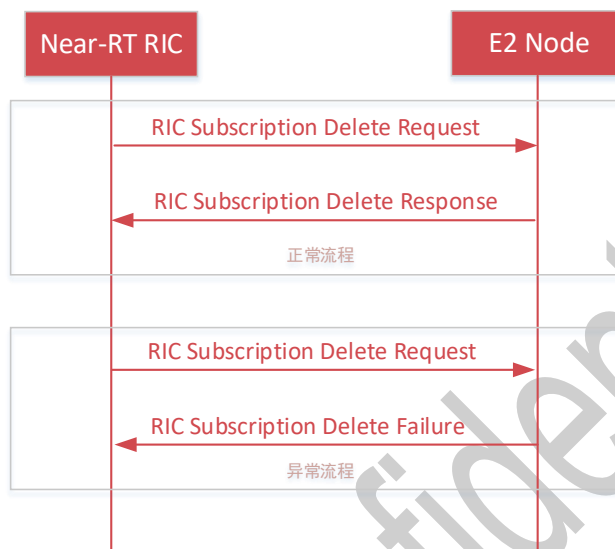 Near-RT RIC
E2 Node
RIC Subscription Delete Request
RIC Subscription Delete Response
正常流程
RIC Subscription Delete Request
RIC Subscription Delete Failure
异常流程
fident